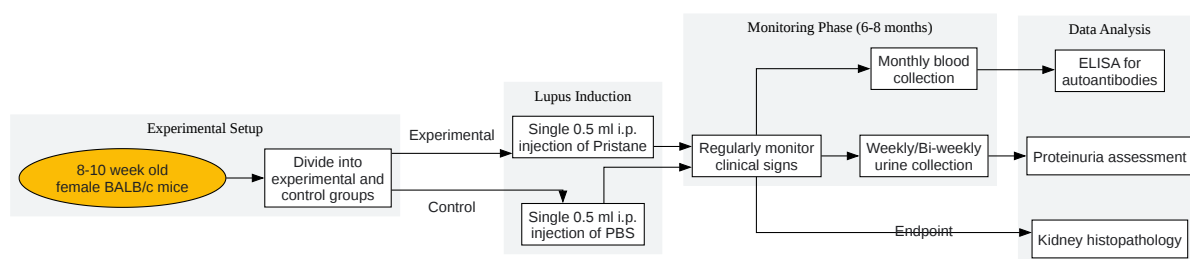 Experimental Setup
8-10 week old
female BALB/c mice
Divide into
experimental and
control groups
Experimental
Control
Lupus Induction
Single 0.5 ml i.p.
injection of Pristane
Single 0.5 ml i.p.
injection of PBS
Monitoring Phase (6-8 months)
Regularly monitor
clinical signs
Monthly blood
collection
Weekly/Bi-weekly
urine collection
Endpoint
Data Analysis
ELISA for
autoantibodies
Proteinuria assessment
Kidney histopathology